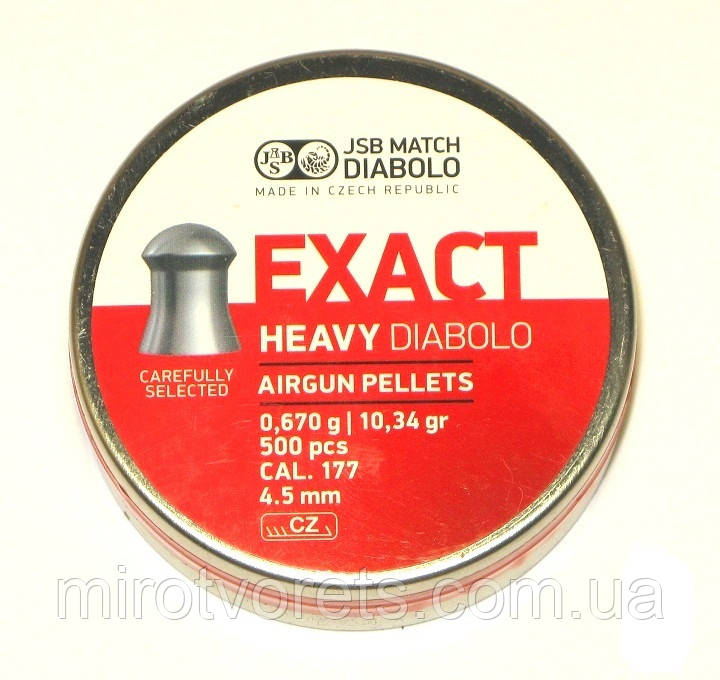 JSB
JSB MATCH
DIABOLO
MADE IN CZECH REPUBLIC
EXACT
HEAVY DIABOLO
CAREFULLY
SELECTED
AIRGUN PELLETS
0,670 g | 10,34 gr
500 pcs
CAL. 177
4.5 mm
CZ
mirotvorets.com.ua